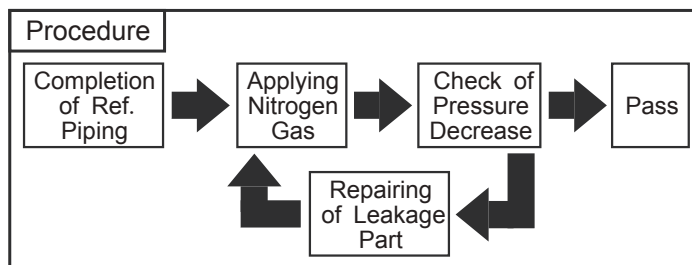 Procedure
Completion
of Ref.
Piping
Applying
Nitrogen
Gas
Check of
Pressure
Decrease
Pass
Repairing
of Leakage
Part